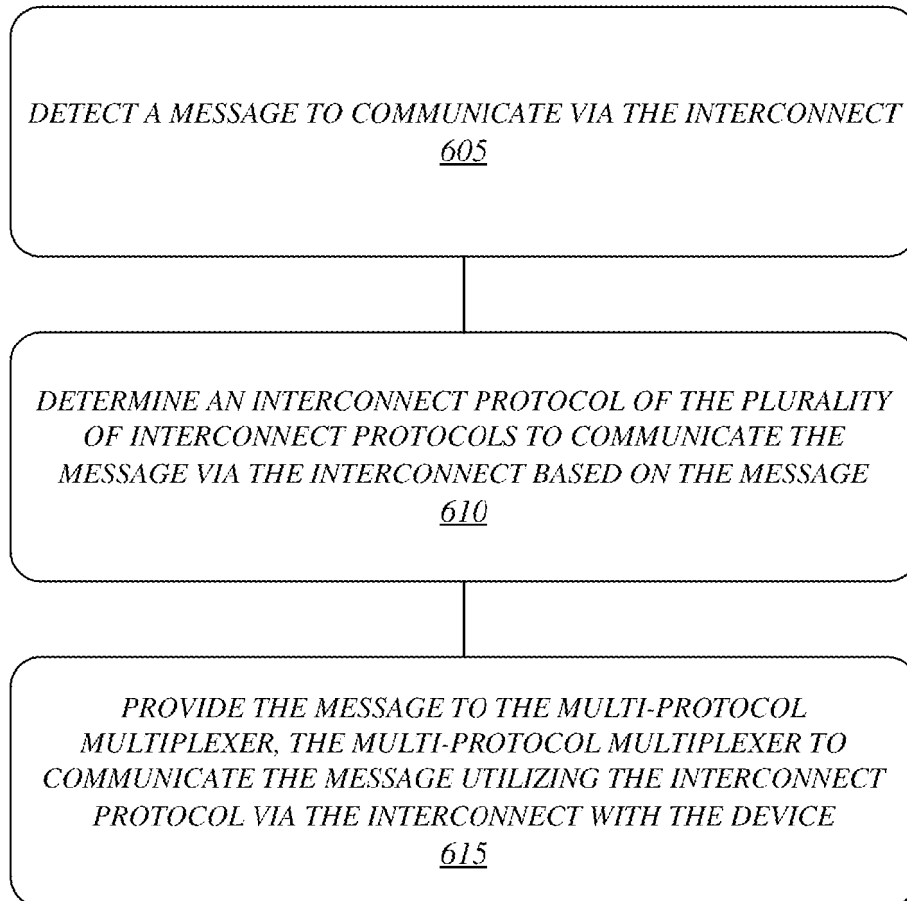 DETECT A MESSAGE TO COMMUNICATE VIA THE INTERCONNECT
605
DETERMINE AN INTERCONNECT PROTOCOL OF THE PLURALITY
OF INTERCONNECT PROTOCOLS TO COMMUNICATE THE
MESSAGE VIA THE INTERCONNECT BASED ON THE MESSAGE
610
PROVIDE THE MESSAGE TO THE MULTI-PROTOCOL
MULTIPLEXER, THE MULTI-PROTOCOL MULTIPLEXER TO
COMMUNICATE THE MESSAGE UTILIZING THE INTERCONNECT
PROTOCOL VIA THE INTERCONNECT WITH THE DEVICE
615